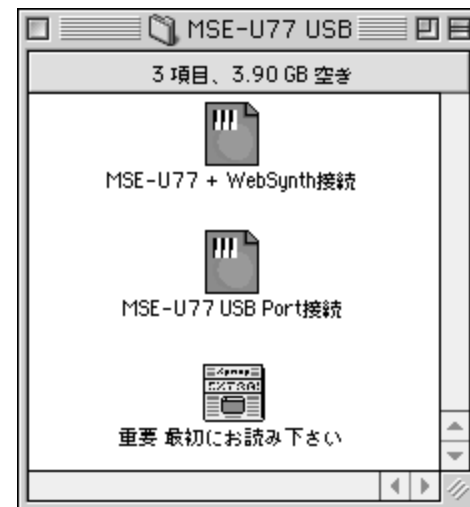 MSE-U77 USB
3 項目、3.90 GB 空き
MSE-U77 + WebSynth接続
MSE-U77 USB Port接続
EXTRA!
重要 最初にお読み下さい